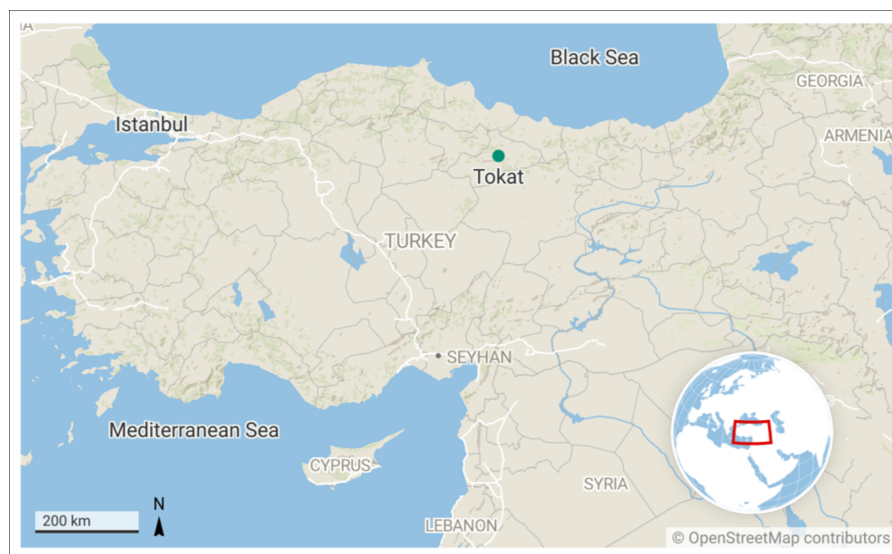 Black Sea
GEORGIA
Istanbul
ARMENIA
Tokat
TURKEY
SEYHAN
Mediterranean Sea
CYPRUS
SYRIA
N
200 km
LEBANON
© OpenStreetMap contributors